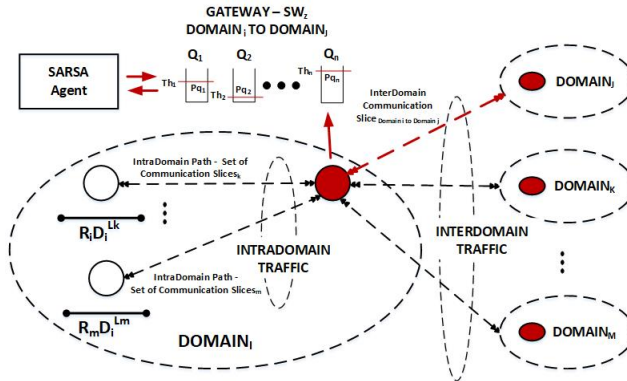 GATEWAY – SWz
DOMAIN i TO DOMAINJ
Q1 Q2 Qn
SARSA
Agent
Th1 Pq1
Th2 Pq2
Thn Pqn
InterDomain
Communication
Slice Domain i to Domain j
DOMAINJ
IntraDomain Path - Set of
Communication Slicesk
RiDiLk
DOMAINK
INTRADOMAIN
TRAFFIC
INTERDOMAIN
TRAFFIC
IntraDomain Path -
Set of Communication Slicesm
RmDiLm
DOMAINI
DOMAINM